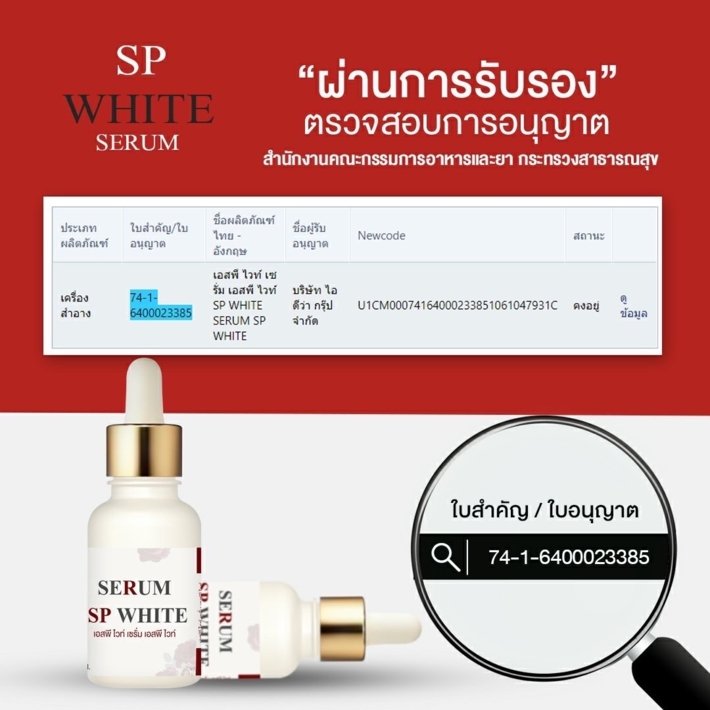 SP
WHITE
SERUM
“ผ่านการรับรอง”
ตรวจสอบการอนุญาต
สำนักงานคณะกรรมการอาหารและยา กระทรวงสาธารณสุข
ประเภท
ผลิตภัณฑ์
ใบสำคัญ/ใบ
อนุญาต
ชื่อผลิตภัณฑ์
ไทย -
อังกฤษ
ชื่อผู้รับ
อนุญาต
Newcode
สถานะ
เครื่อง
สำอาง
74-1-
6400023385
เอสพี ไวท์ เซ
รั่ม เอสพี ไวท์
SP WHITE
SERUM SP
WHITE
บริษัท ไอ
ดีว่า กรุ๊ป
จำกัด
U1CM000741640002338510610​47931C
คงอยู่
ดู
ข้อมูล
ใบสำคัญ / ใบอนุญาต
74-1-6400023385
SERUM
SP WHITE
เอสพี ไวท์ เซรั่ม เอสพี ไวท์
SERUM
SP WHITE